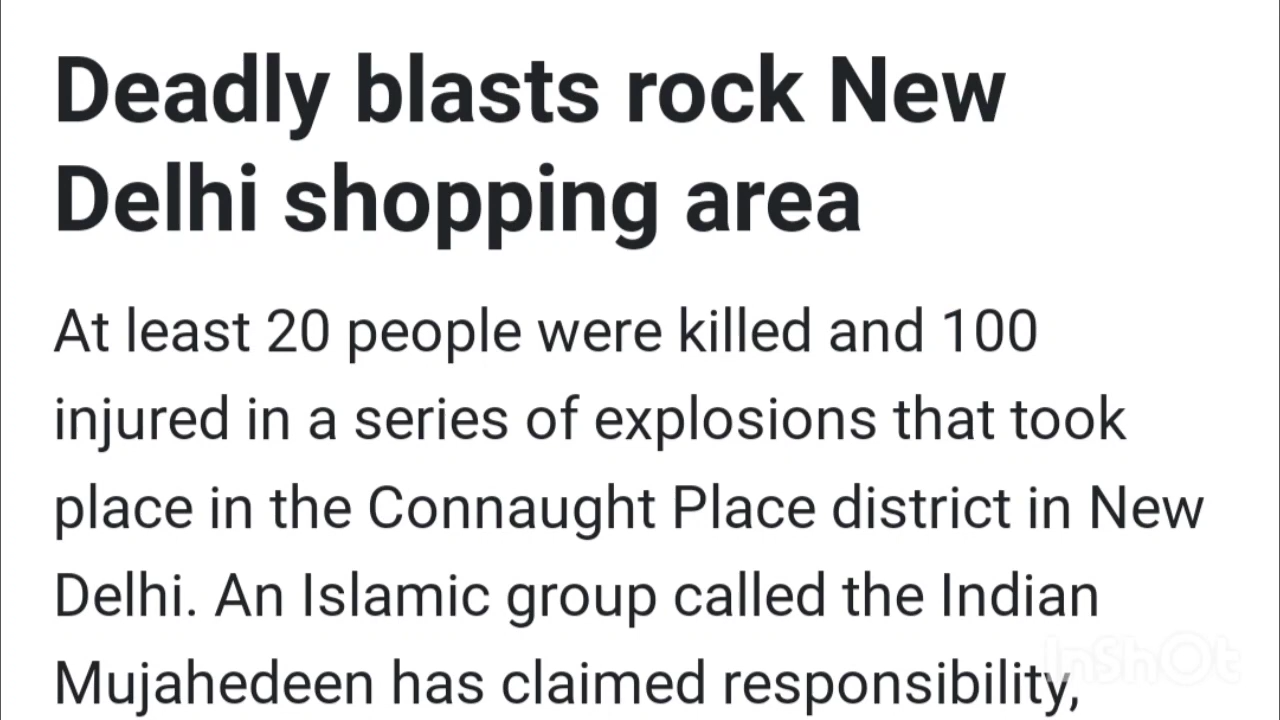 Deadly blasts rock New
Delhi shopping area
At least 20 people were killed and 100
injured in a series of explosions that took
place in the Connaught Place district in New
Delhi. An Islamic group called the Indian
Mujahedeen has claimed responsibility,
InShOt